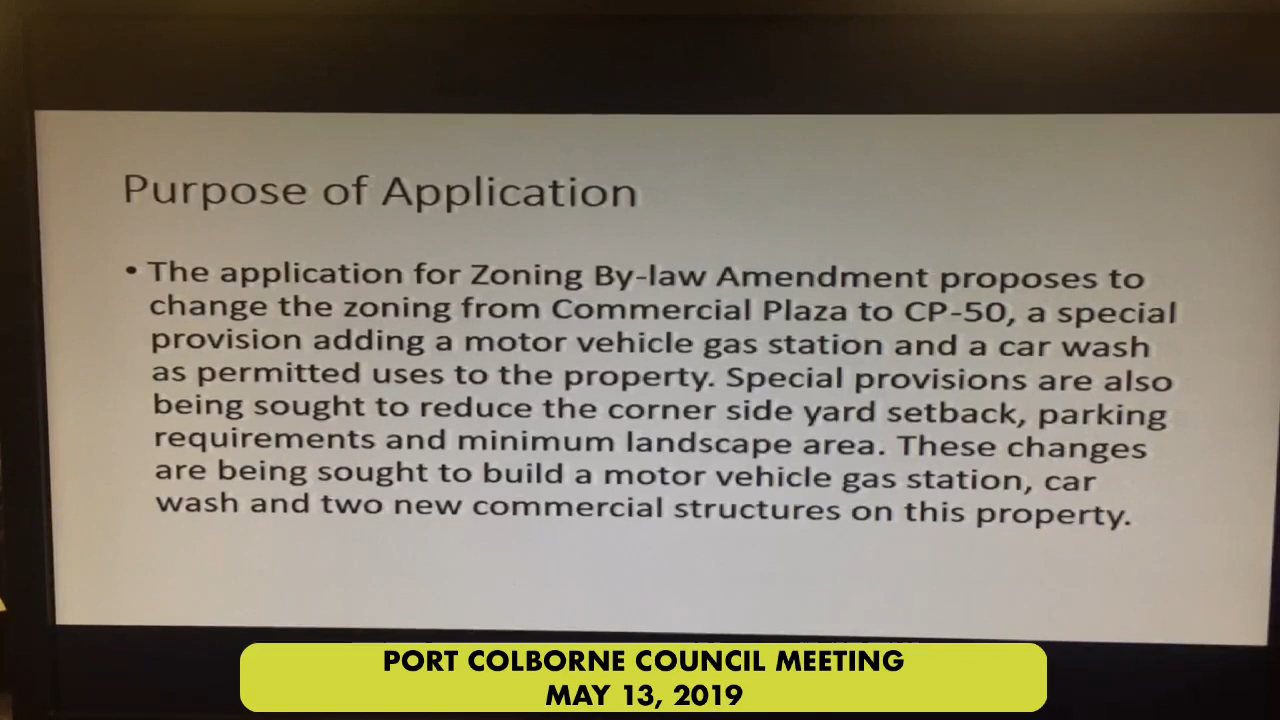 Purpose of Application
• The application for Zoning By-law Amendment proposes to
change the zoning from Commercial Plaza to CP-50, a special
provision adding a motor vehicle gas station and a car wash
as permitted uses to the property. Special provisions are also
being sought to reduce the corner side yard setback, parking
requirements and minimum landscape area. These changes
are being sought to build a motor vehicle gas station, car
wash and two new commercial structures on this property.
PORT COLBORNE COUNCIL MEETING
MAY 13, 2019